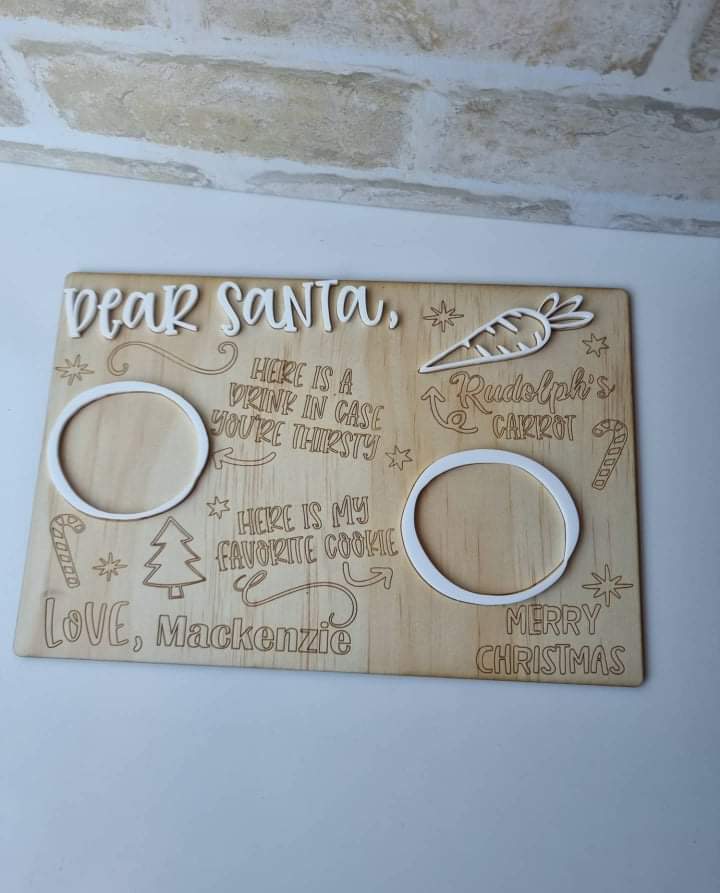 Dear Santa,
HERE IS A
DRINK IN CASE
YOU'RE THIRSTY
Rudolph's
CARROT
HERE IS MY
FAVORITE COOKIE
LOVE, Mackenzie
MERRY
CHRISTMAS